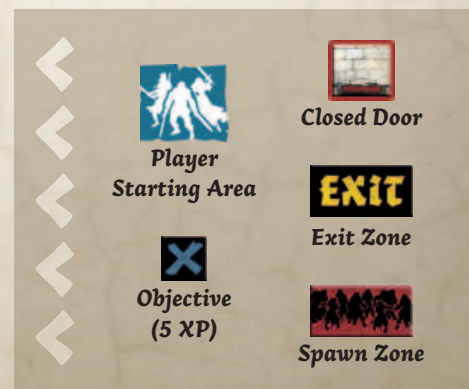 Player
Starting Area
Objective
(5 XP)
Closed Door
EXIT
Exit Zone
Spawn Zone